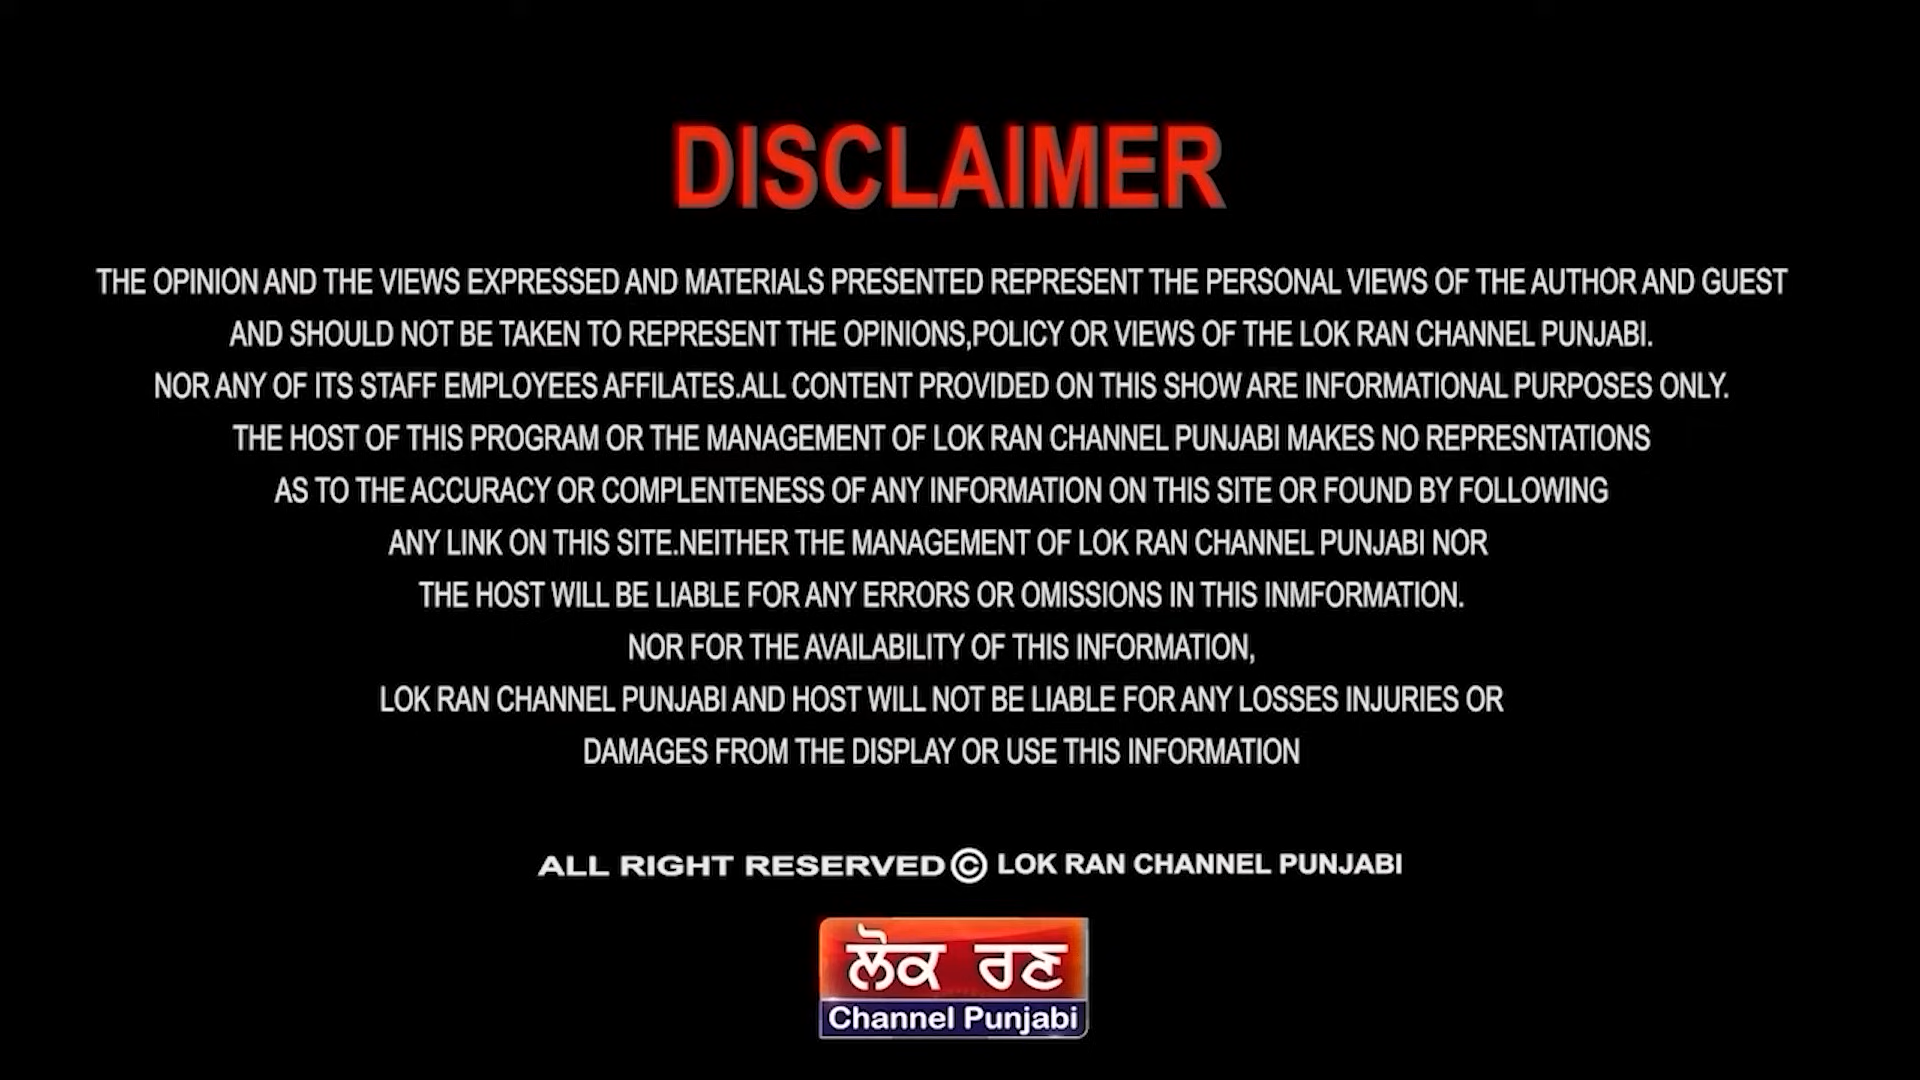 DISCLAIMER
THE OPINION AND THE VIEWS EXPRESSED AND MATERIALS PRESENTED REPRESENT THE PERSONAL VIEWS OF THE AUTHOR AND GUEST
AND SHOULD NOT BE TAKEN TO REPRESENT THE OPINIONS,POLICY OR VIEWS OF THE LOK RAN CHANNEL PUNJABI.
NOR ANY OF ITS STAFF EMPLOYEES AFFILATES.ALL CONTENT PROVIDED ON THIS SHOW ARE INFORMATIONAL PURPOSES ONLY.
THE HOST OF THIS PROGRAM OR THE MANAGEMENT OF LOK RAN CHANNEL PUNJABI MAKES NO REPRESNTATIONS
AS TO THE ACCURACY OR COMPLENTENESS OF ANY INFORMATION ON THIS SITE OR FOUND BY FOLLOWING
ANY LINK ON THIS SITE.NEITHER THE MANAGEMENT OF LOK RAN CHANNEL PUNJABI NOR
THE HOST WILL BE LIABLE FOR ANY ERRORS OR OMISSIONS IN THIS INMFORMATION.
NOR FOR THE AVAILABILITY OF THIS INFORMATION,
LOK RAN CHANNEL PUNJABI AND HOST WILL NOT BE LIABLE FOR ANY LOSSES INJURIES OR
DAMAGES FROM THE DISPLAY OR USE THIS INFORMATION
ALL RIGHT RESERVED © LOK RAN CHANNEL PUNJABI
ਲੋਕ ਰਣ
Channel Punjabi